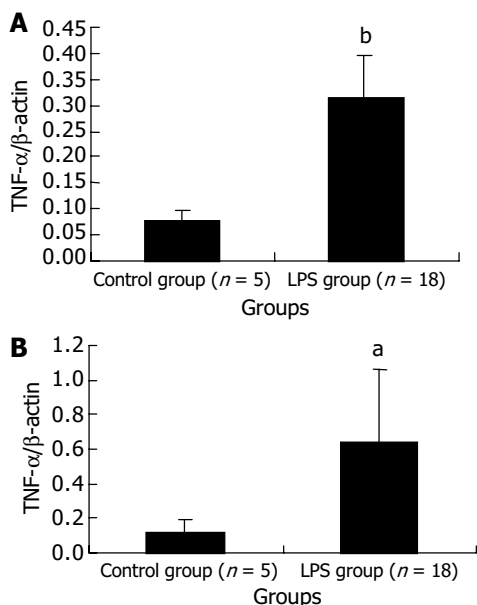 A
b
TNF-α/β-actin
0.45
0.40
0.35
0.30
0.25
0.20
0.15
0.10
0.05
0.00
Control group (n = 5) LPS group (n = 18)
Groups
B
a
TNF-α/β-actin
1.2
1.0
0.8
0.6
0.4
0.2
0.0
Control group (n = 5) LPS group (n = 18)
Groups